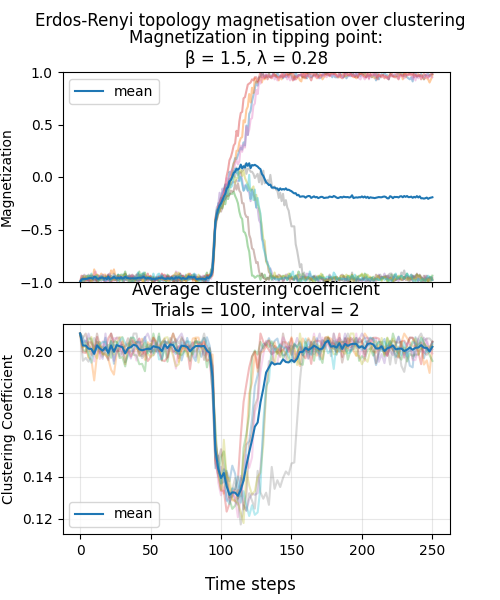 Erdos-Renyi topology magnetisation over clustering
Magnetization in tipping point:
β = 1.5, λ = 0.28
1.0
0.5
0.0
−0.5
−1.0
Magnetization
mean
Average clustering coefficient
Trials = 100, interval = 2
0.20
0.18
0.16
0.14
0.12
Clustering Coefficient
mean
0 50 100 150 200 250
Time steps